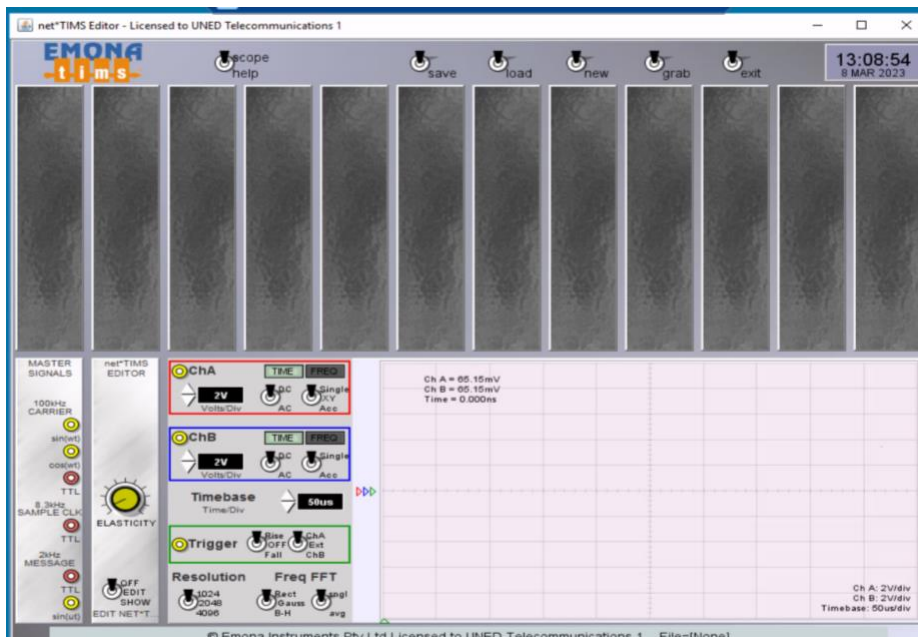 net*TIMS Editor - Licensed to UNED Telecommunications 1
EMONA
tims
scope
help
save
load
new
grab
exit
13:08:54
8 MAR 2023
MASTER
SIGNALS
100kHz
CARRIER
sin(wt)
cos(wt)
TTL
8.3kHz
SAMPLE CLK
TTL
2kHz
MESSAGE
TTL
sin(ut)
net*TIMS
EDITOR
ELASTICITY
OFF
EDIT
SHOW
EDIT NET*T...
ChA
TIME
FREQ
2V
Volts/Div
DC
AC
Single
XY
Acc
ChB
TIME
FREQ
2V
Volts/Div
DC
AC
Single
Acc
Timebase
Time/Div
50us
Trigger
Rise
OFF
Fall
ChA
Ext
ChB
Resolution
1024
2048
4096
Freq FFT
Rect
Gauss
B-H
sngl
avg
Ch A = 65.15mV
Ch B = 65.15mV
Time = 0.000ns
Ch A: 2V/div
Ch B: 2V/div
Timebase: 50us/div
© Emona Instruments Pty Ltd Licensed to UNED Telecommunications 1 File=[None]